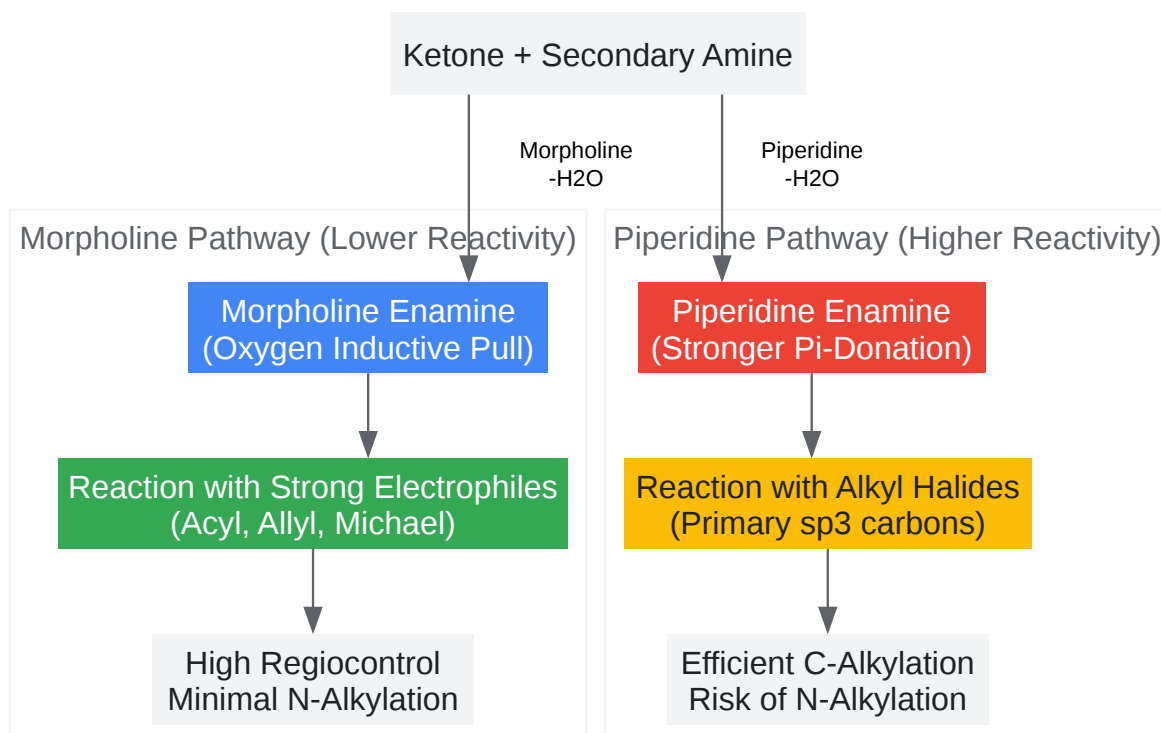 Ketone + Secondary Amine
Morpholine
-H2O
Piperidine
-H2O
Morpholine Pathway (Lower Reactivity)
Piperidine Pathway (Higher Reactivity)
Morpholine Enamine
(Oxygen Inductive Pull)
Piperidine Enamine
(Stronger Pi-Donation)
Reaction with Strong Electrophiles
(Acyl, Allyl, Michael)
Reaction with Alkyl Halides
(Primary sp3 carbons)
High Regiocontrol
Minimal N-Alkylation
Efficient C-Alkylation
Risk of N-Alkylation